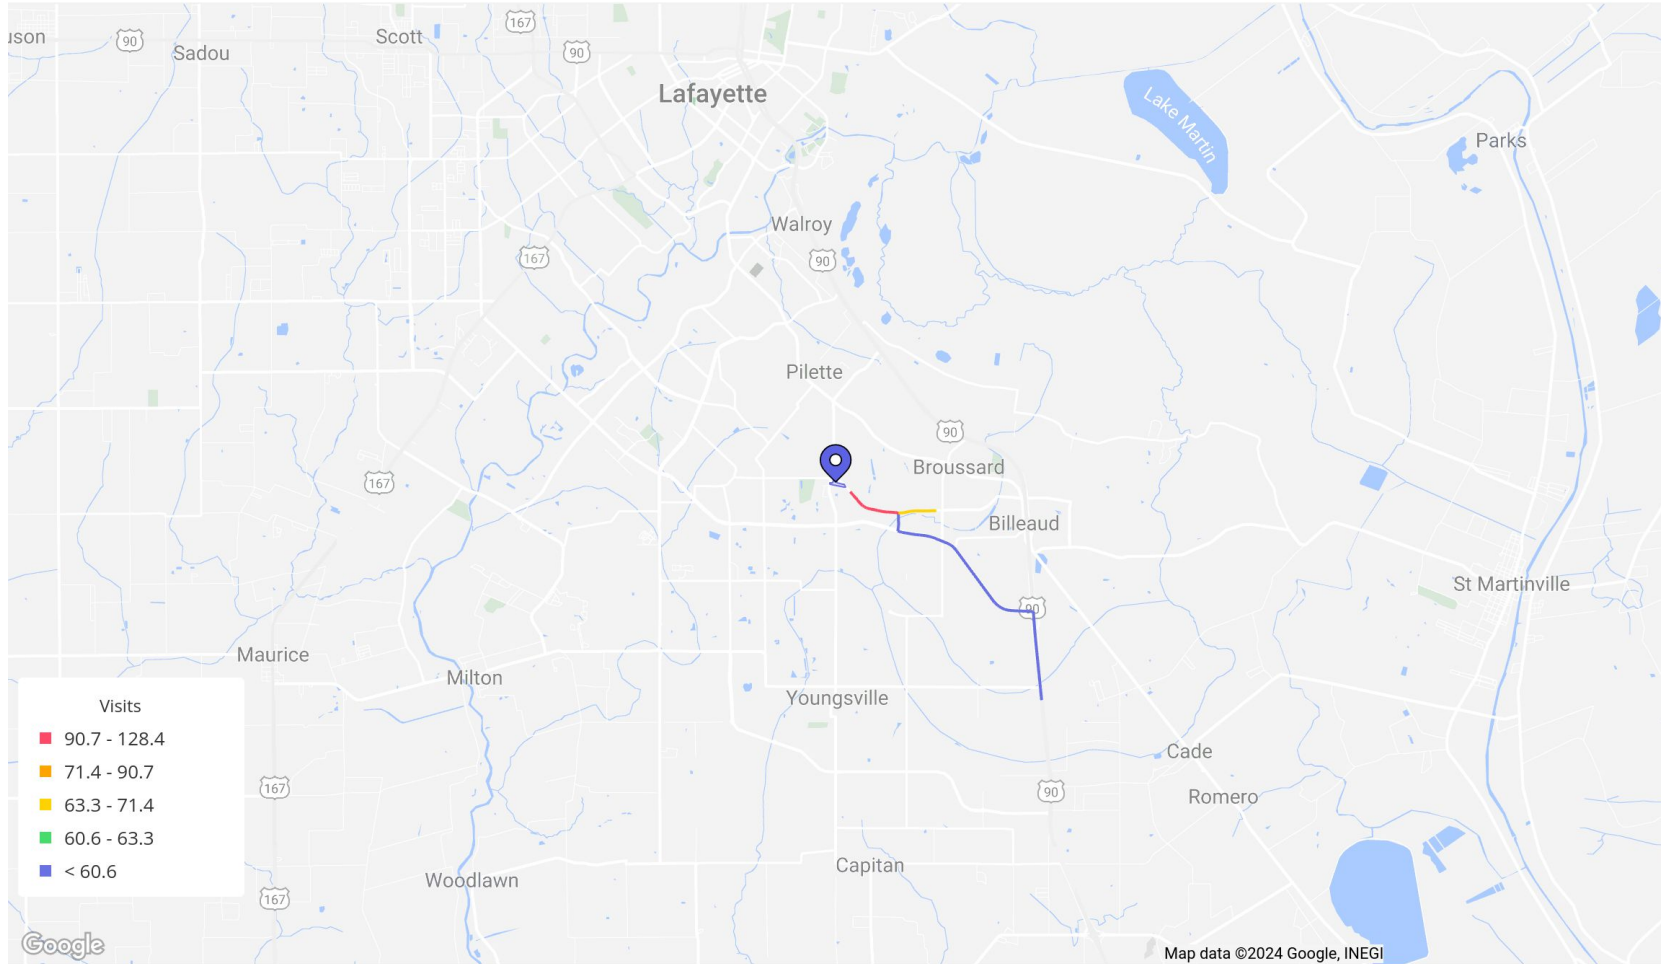 167
uson
90
Sadou
Scott
90
Lafayette
Lake Martin
Parks
Walroy
167
90
Pilette
90
Broussard
167
Billeaud
St Martinville
90
Maurice
Milton
Youngsville
Visits
90.7 - 128.4
71.4 - 90.7
63.3 - 71.4
60.6 - 63.3
< 60.6
Cade
167
90
Romero
Capitan
Woodlawn
167
Google
Map data ©2024 Google, INEGI